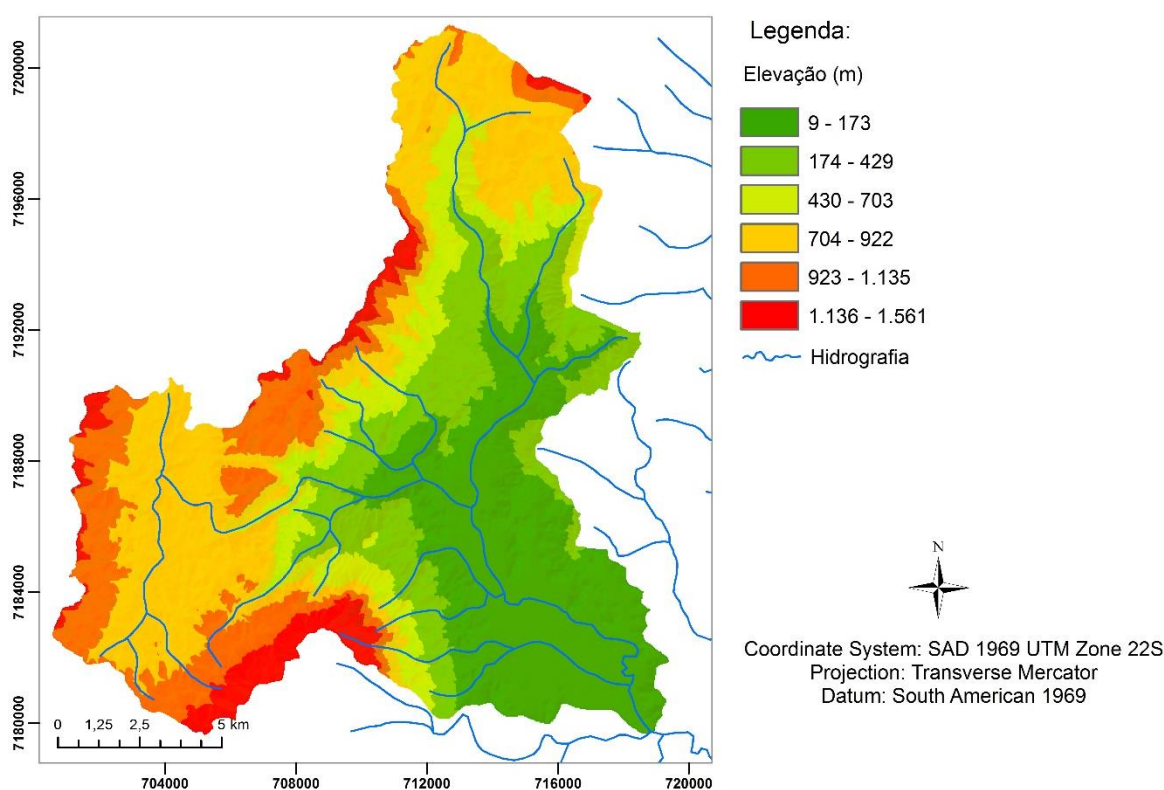 7200000
7196000
7192000
7188000
7184000
7180000
0 1,25 2,5 5 km
704000 708000 712000 716000 720000
Legenda:
Elevação (m)
9 - 173
174 - 429
430 - 703
704 - 922
923 - 1.135
1.136 - 1.561
Hidrografia
N
Coordinate System: SAD 1969 UTM Zone 22S
Projection: Transverse Mercator
Datum: South American 1969